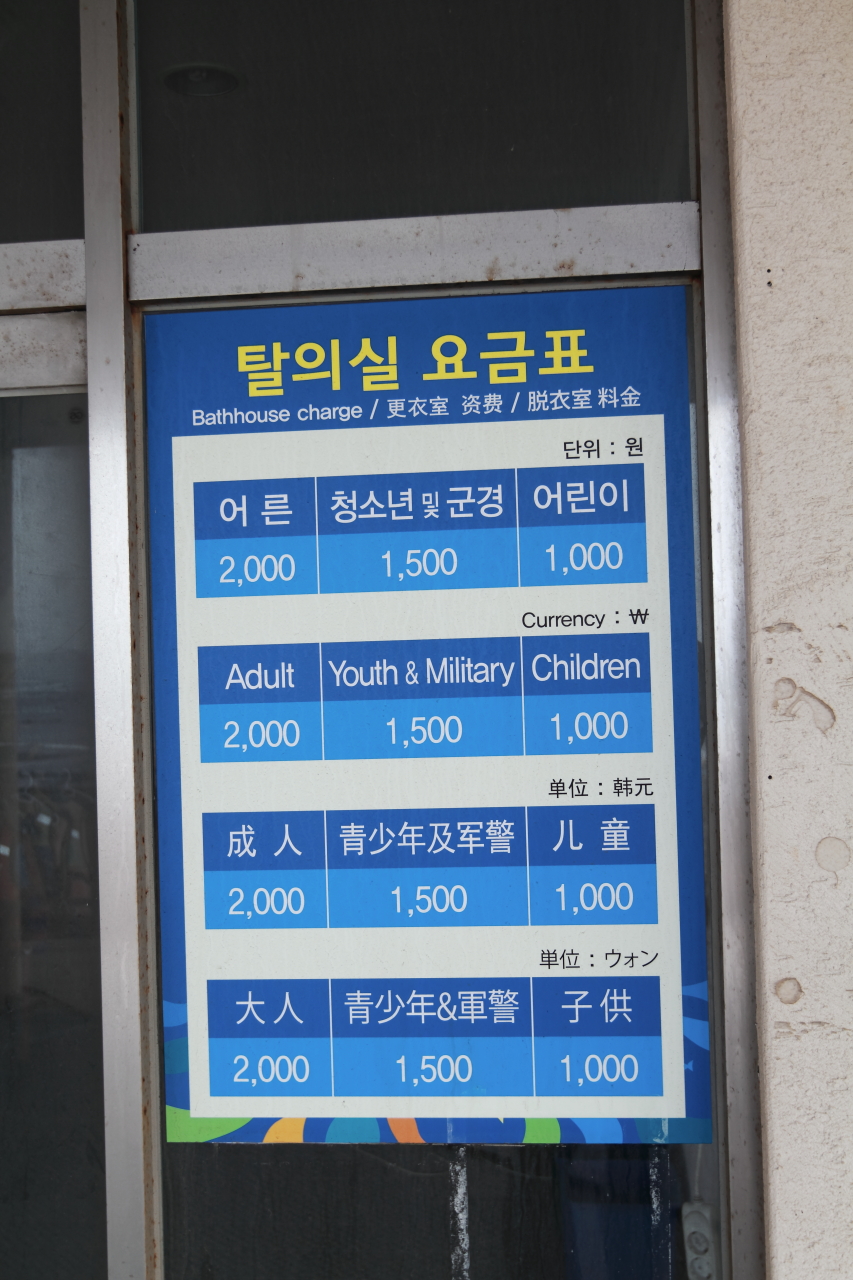 탈의실 요금표
Bathhouse charge / 更衣室 资费 / 脱衣室 料金
단위 : 원
어 른 청소년 및 군경 어린이
2,000 1,500 1,000
Currency : ₩
Adult Youth & Military Children
2,000 1,500 1,000
单位 : 韩元
成 人 青少年及军警 儿 童
2,000 1,500 1,000
単位 : ウォン
大人 青少年&軍警 子供
2,000 1,500 1,000